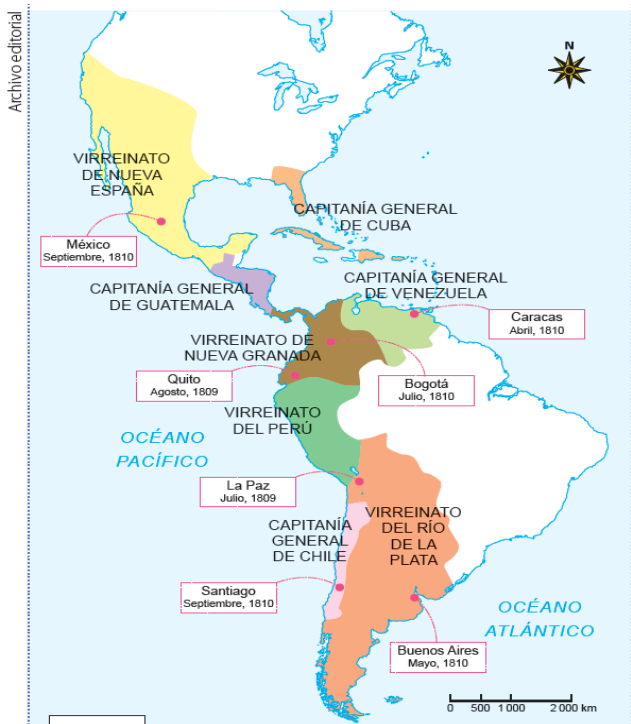 Archivo editorial
N
VIRREINATO
DE NUEVA
ESPAÑA
México
Septiembre, 1810
CAPITANÍA GENERAL
DE CUBA
CAPITANÍA GENERAL
DE GUATEMALA
CAPITANÍA GENERAL
DE VENEZUELA
Caracas
Abril, 1810
VIRREINATO DE
NUEVA GRANADA
Quito
Agosto, 1809
Bogotá
Julio, 1810
VIRREINATO
DEL PERÚ
OCÉANO
PACÍFICO
La Paz
Julio, 1809
VIRREINATO
DEL RÍO
DE LA
PLATA
CAPITANÍA
GENERAL
DE CHILE
Santiago
Septiembre, 1810
OCÉANO
ATLÁNTICO
Buenos Aires
Mayo, 1810
0 500 1 000 2 000 km